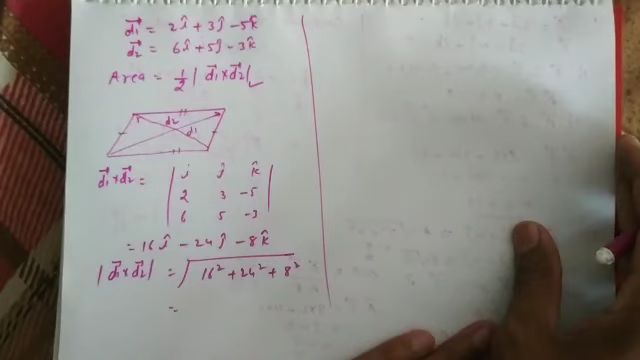 d1⃗ = 2î + 3ĵ - 5k̂
d2⃗ = 6î + 5ĵ - 3k̂
Area = 1/2 | d1⃗ x d2⃗ |
d2
d1
d1⃗ x d2⃗ = | i j k̂ |
| 2 3 -5 |
| 6 5 -3 |
= 16î - 24ĵ - 8k̂
| d1⃗ x d2⃗ | = √(16² + 24² + 8²)
=